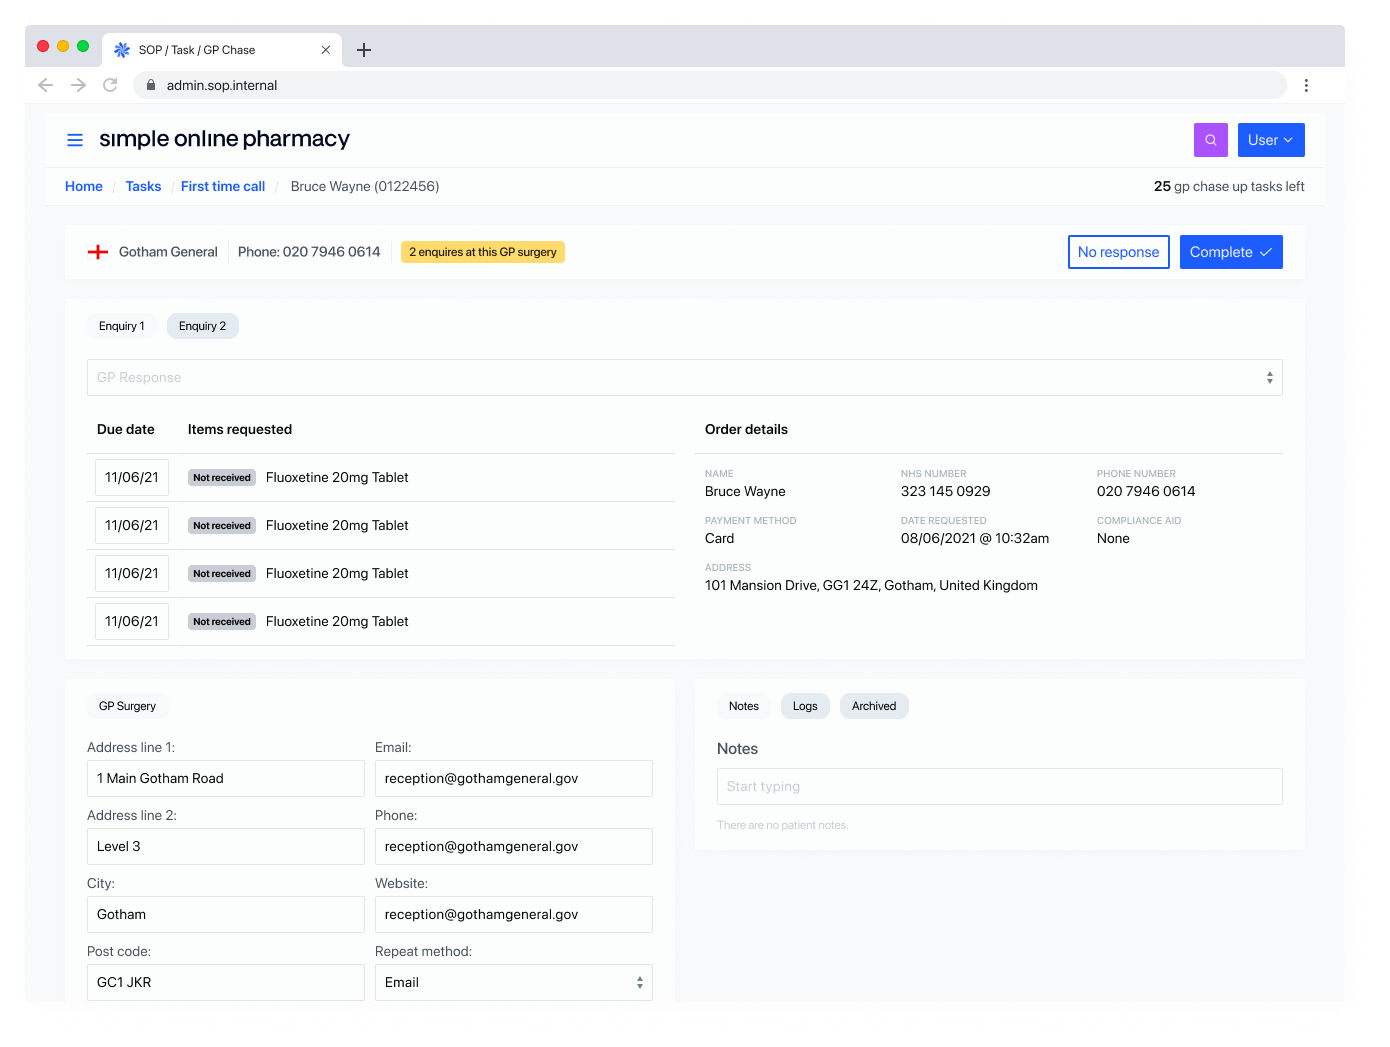 SOP / Task / GP Chase
admin.sop.internal
simple online pharmacy
User
Home / Tasks / First time call / Bruce Wayne (0122456)
25 gp chase up tasks left
Gotham General
Phone: 020 7946 0614
2 enquires at this GP surgery
No response
Complete
Enquiry 1
Enquiry 2
GP Response
Due date
Items requested
11/06/21 Not received Fluoxetine 20mg Tablet
11/06/21 Not received Fluoxetine 20mg Tablet
11/06/21 Not received Fluoxetine 20mg Tablet
11/06/21 Not received Fluoxetine 20mg Tablet
Order details
NAME
Bruce Wayne
NHS NUMBER
323 145 0929
PHONE NUMBER
020 7946 0614
PAYMENT METHOD
Card
DATE REQUESTED
08/06/2021 @ 10:32am
COMPLIANCE AID
None
ADDRESS
101 Mansion Drive, GG1 24Z, Gotham, United Kingdom
GP Surgery
Address line 1:
1 Main Gotham Road
Email:
reception@gothamgeneral.gov
Address line 2:
Level 3
Phone:
reception@gothamgeneral.gov
City:
Gotham
Website:
reception@gothamgeneral.gov
Post code:
GC1 JKR
Repeat method:
Email
Notes
Logs
Archived
Notes
Start typing
There are no patient notes.